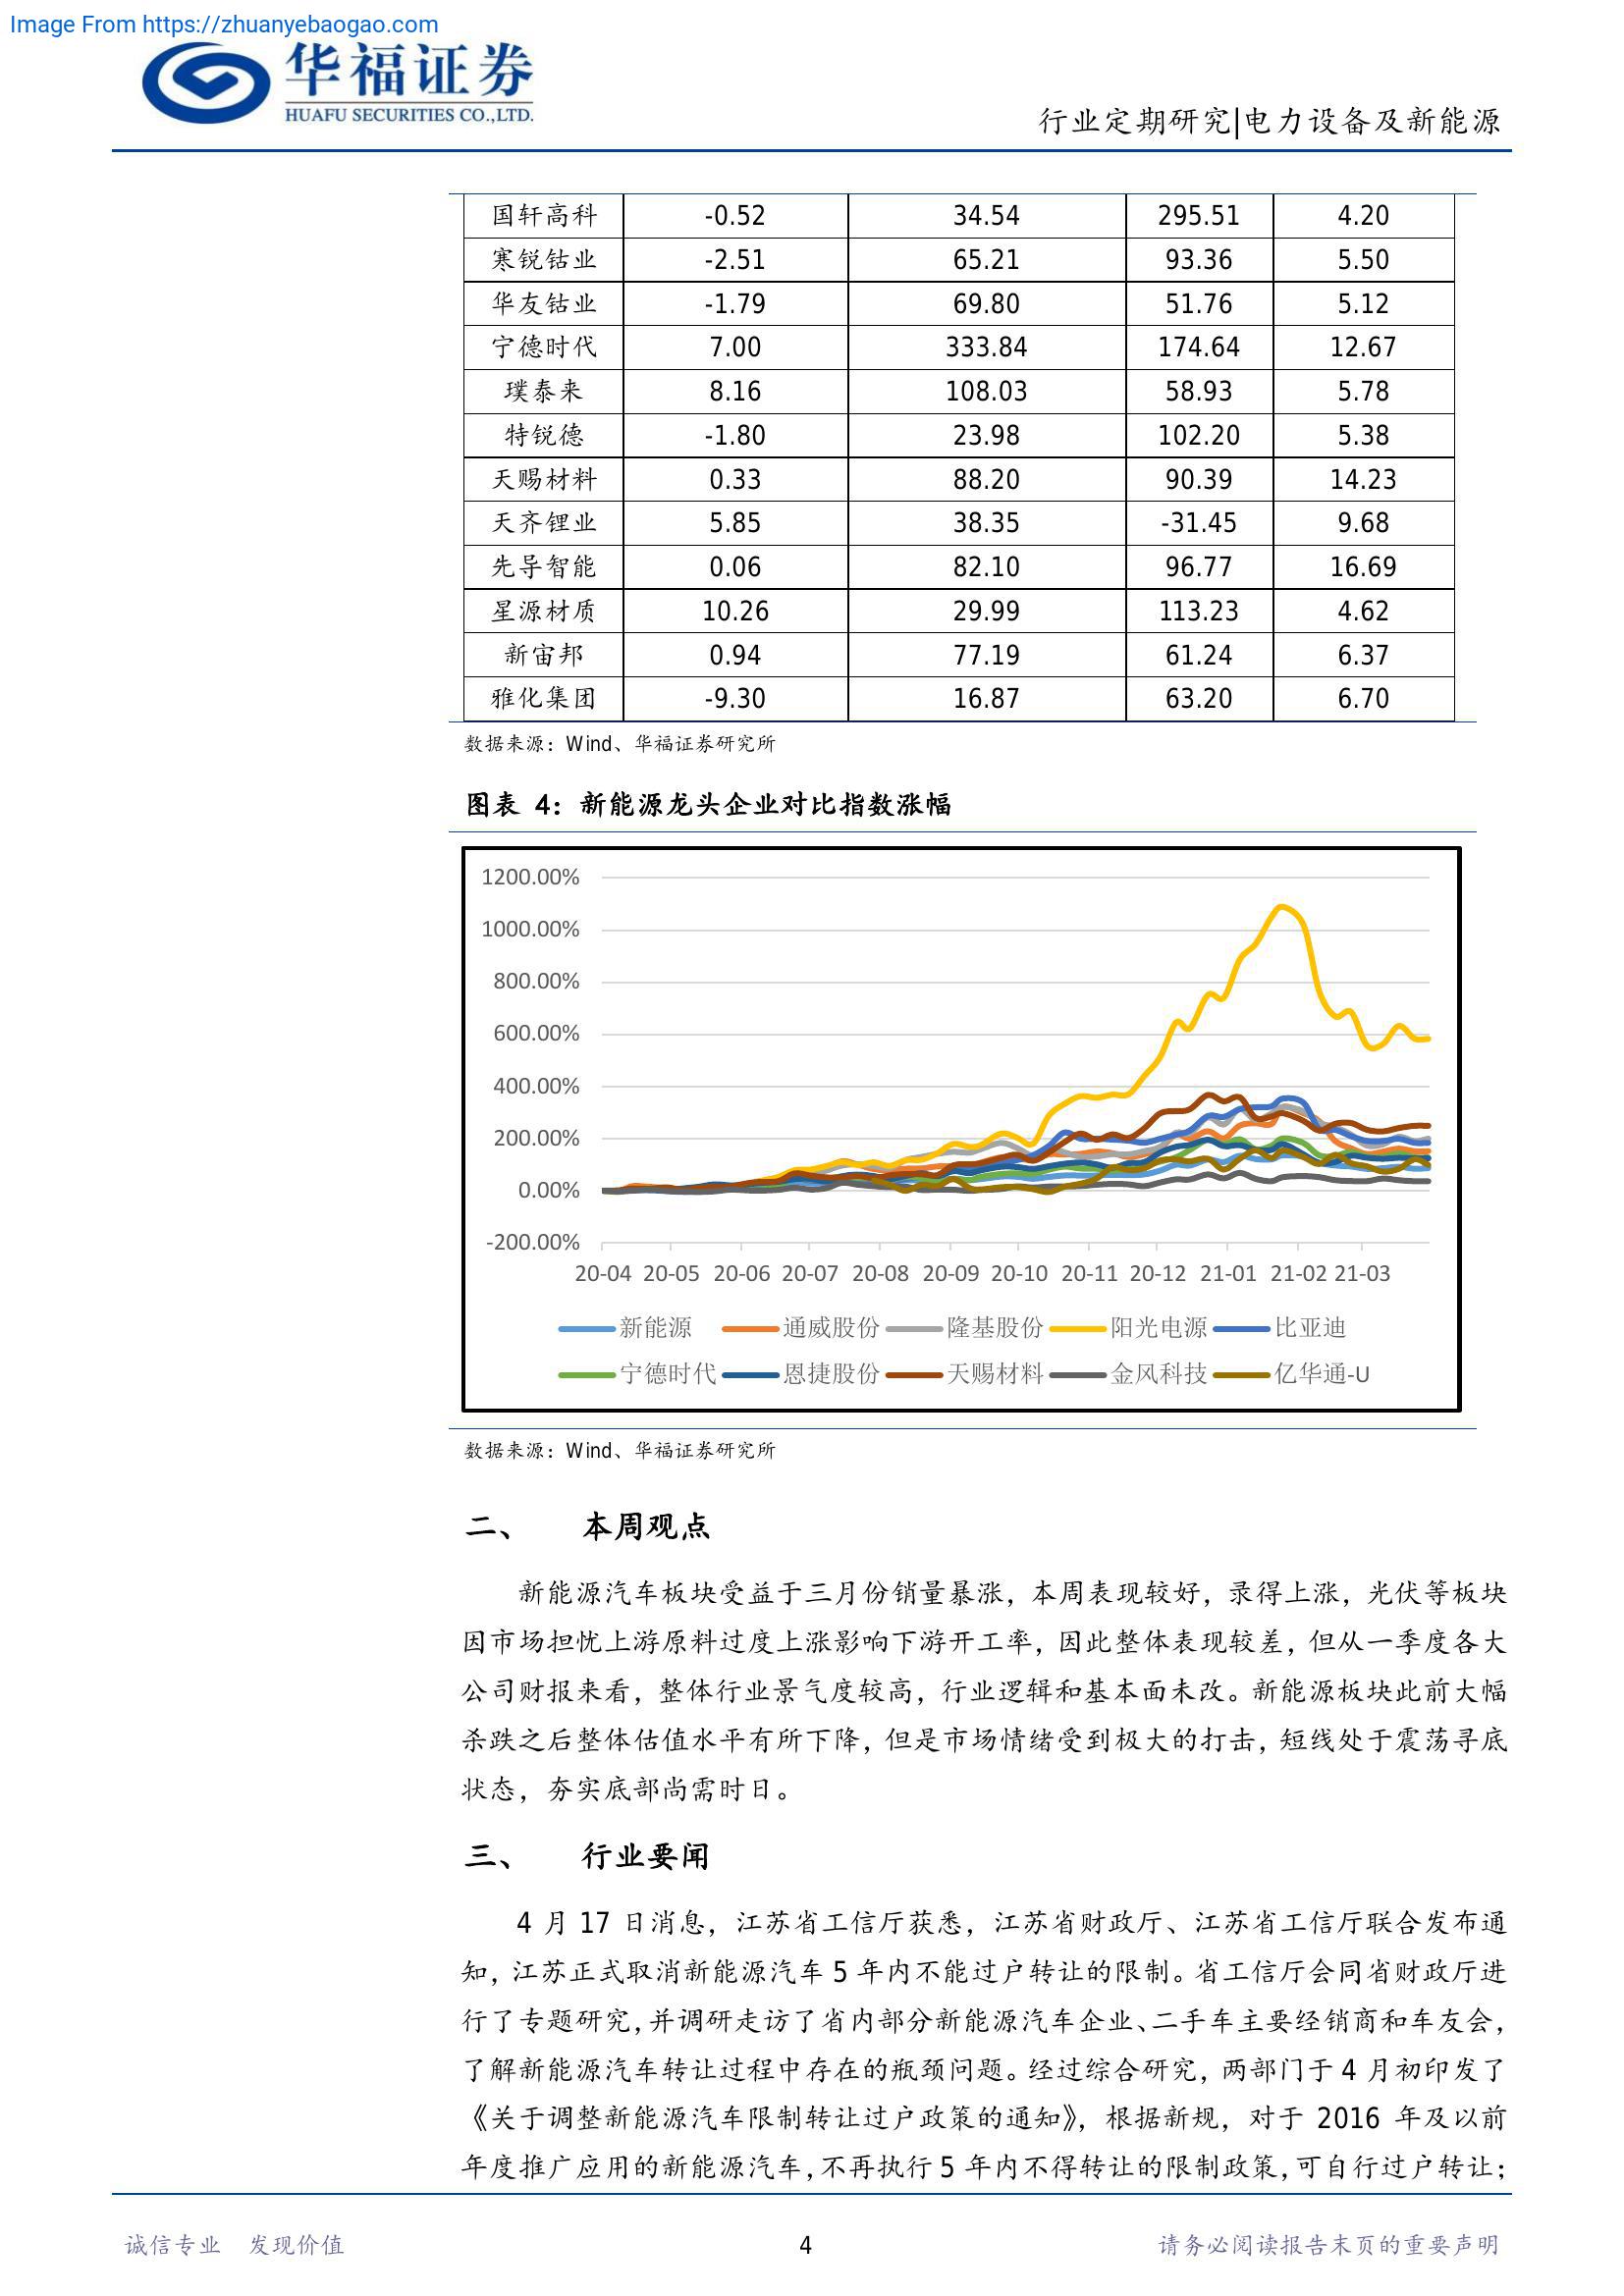 Image From https://zhuanyebaogao.com
华福证券
HUAFU SECURITIES CO.,LTD.
行业定期研究|电力设备及新能源
国轩高科 -0.52 34.54 295.51 4.20
寒锐钴业 -2.51 65.21 93.36 5.50
华友钴业 -1.79 69.80 51.76 5.12
宁德时代 7.00 333.84 174.64 12.67
璞泰来 8.16 108.03 58.93 5.78
特锐德 -1.80 23.98 102.20 5.38
天赐材料 0.33 88.20 90.39 14.23
天齐锂业 5.85 38.35 -31.45 9.68
先导智能 0.06 82.10 96.77 16.69
星源材质 10.26 29.99 113.23 4.62
新宙邦 0.94 77.19 61.24 6.37
雅化集团 -9.30 16.87 63.20 6.70
数据来源：Wind、华福证券研究所
图表 4：新能源龙头企业对比指数涨幅
1200.00%
1000.00%
800.00%
600.00%
400.00%
200.00%
0.00%
-200.00%
20-04 20-05 20-06 20-07 20-08 20-09 20-10 20-11 20-12 21-01 21-02 21-03
新能源 通威股份 隆基股份 阳光电源 比亚迪
宁德时代 恩捷股份 天赐材料 金风科技 亿华通-U
数据来源：Wind、华福证券研究所
二、 本周观点
新能源汽车板块受益于三月份销量暴涨，本周表现较好，录得上涨，光伏等板块
因市场担忧上游原料过度上涨影响下游开工率，因此整体表现较差，但从一季度各大
公司财报来看，整体行业景气度较高，行业逻辑和基本面未改。新能源板块此前大幅
杀跌之后整体估值水平有所下降，但是市场情绪受到极大的打击，短线处于震荡寻底
状态，夯实底部尚需时日。
三、 行业要闻
4 月 17 日消息，江苏省工信厅获悉，江苏省财政厅、江苏省工信厅联合发布通
知，江苏正式取消新能源汽车 5 年内不能过户转让的限制。省工信厅会同省财政厅进
行了专题研究，并调研走访了省内部分新能源汽车企业、二手车主要经销商和车友会，
了解新能源汽车转让过程中存在的瓶颈问题。经过综合研究，两部门于 4 月初印发了
《关于调整新能源汽车限制转让过户政策的通知》，根据新规，对于 2016 年及以前
年度推广应用的新能源汽车，不再执行 5 年内不得转让的限制政策，可自行过户转让；
诚信专业 发现价值 4 请务必阅读报告末页的重要声明